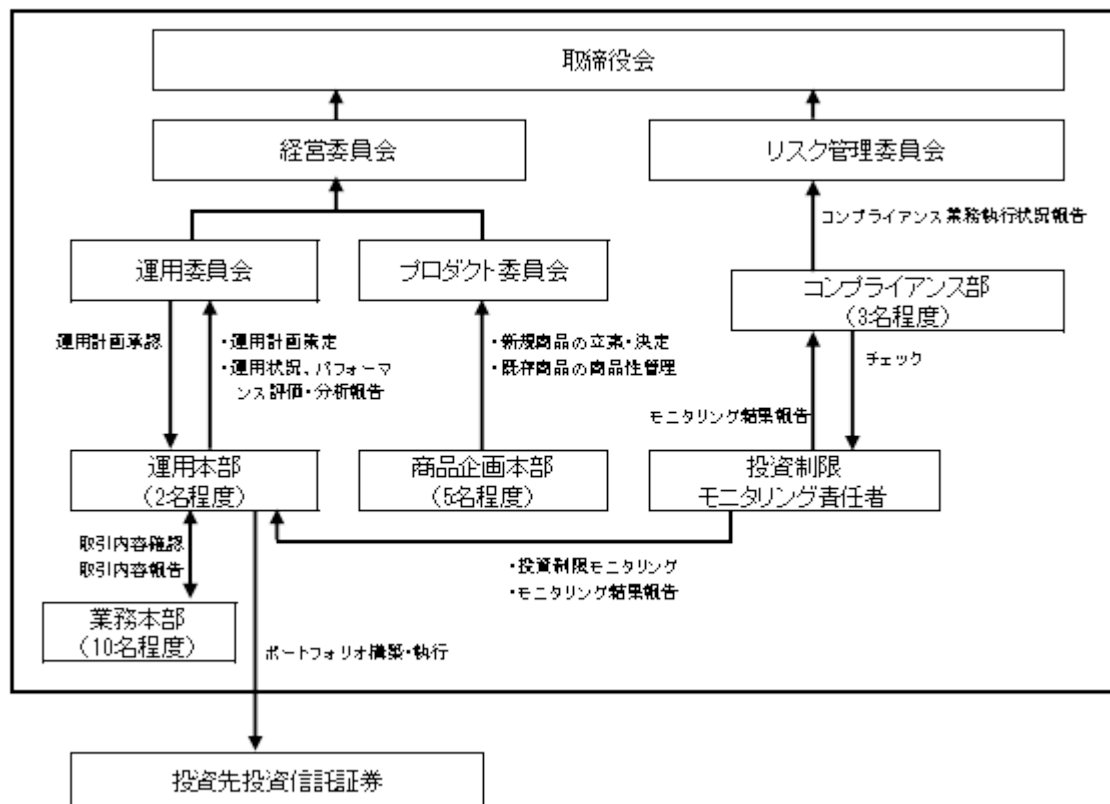 取締役会
経営委員会
リスク管理委員会
コンプライアンス業務執行状況報告
運用委員会
プロダクト委員会
コンプライアンス部
（3名程度）
運用計画承認
・運用計画策定
・運用状況、パフォーマ
ンス評価・分析報告
・新規商品の立案・決定
・既存商品の商品性管理
チェック
モニタリング結果報告
運用本部
（2名程度）
商品企画本部
（5名程度）
投資制限
モニタリング責任者
取引内容確認
取引内容報告
・投資制限モニタリング
・モニタリング結果報告
業務本部
（10名程度）
ポートフォリオ構築・執行
投資先投資信託証券